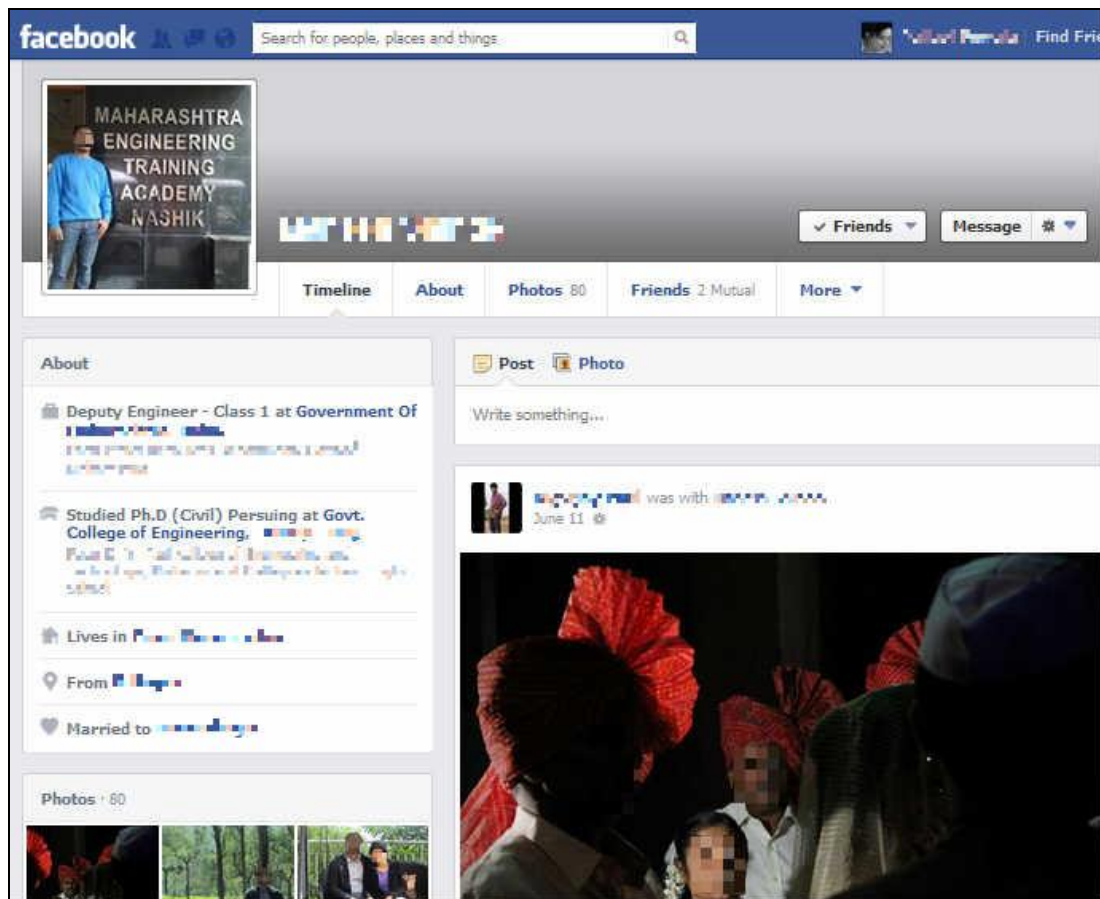 facebook
Search for people, places and things
Find Frie
MAHARASHTRA
ENGINEERING
TRAINING
ACADEMY
NASHIK
Friends
Message
Timeline
About
Photos 80
Friends 2 Mutual
More
About
Deputy Engineer - Class 1 at Government Of
Studied Ph.D (Civil) Persuing at Govt.
College of Engineering,
Lives in
From
Married to
Photos · 80
Post
Photo
Write something...
was with
June 11